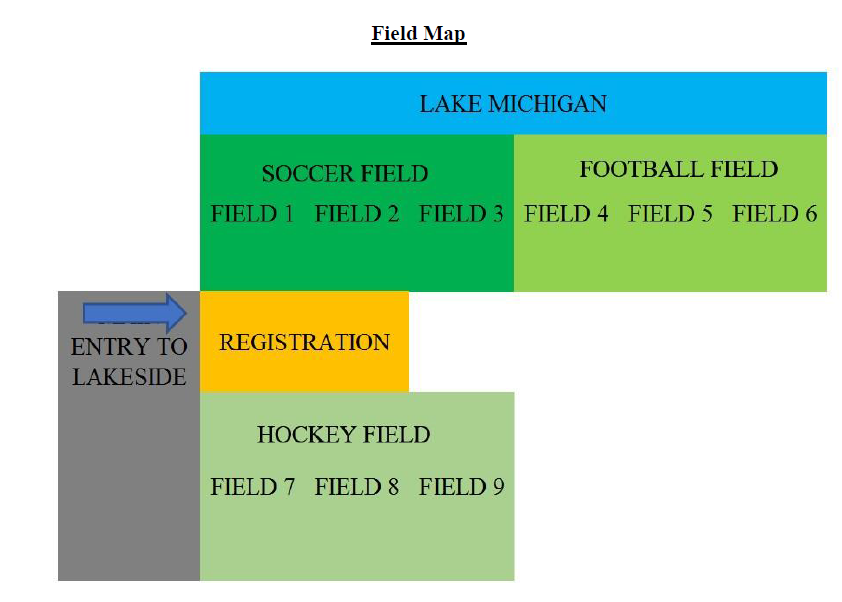 Field Map
LAKE MICHIGAN
SOCCER FIELD
FOOTBALL FIELD
FIELD 1 FIELD 2 FIELD 3 FIELD 4 FIELD 5 FIELD 6
REGISTRATION
ENTRY TO
LAKESIDE
HOCKEY FIELD
FIELD 7 FIELD 8 FIELD 9